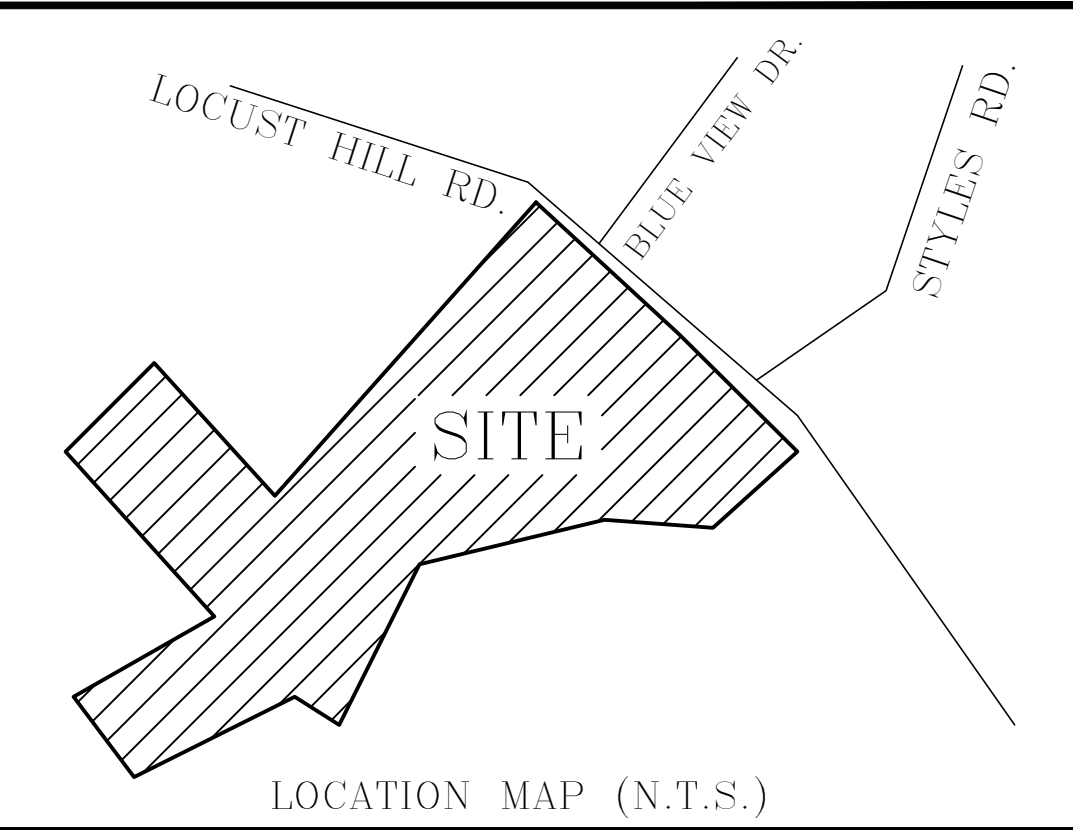 LOCUST HILL RD.
BLUE VIEW DR.
STYLES RD.
SITE
LOCATION MAP (N.T.S.)